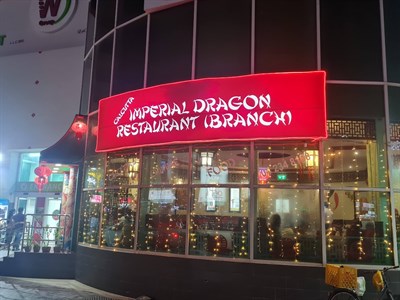 W
CALCUTTA
IMPERIAL DRAGON
RESTAURANT (BRANCH)